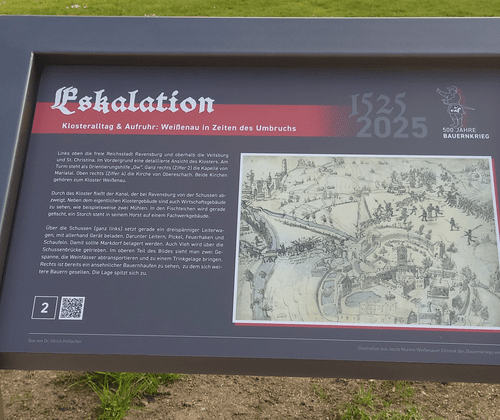 Eskalation
Klosteralltag & Aufruhr: Weißenau in Zeiten des Umbruchs
1525
2025
500 JAHRE
BAUERNKRIEG
Links oben die freie Reichsstadt Ravensburg und oberhalb die Veitsburg
und St. Christina. Im Vordergrund eine detaillierte Ansicht des Klosters. Am
Turm steht als Orientierungshilfe „Ow“. Ganz rechts (Ziffer 2) die Kapelle von
Mariatal. Oben rechts (Ziffer 4) die Kirche von Obereschach. Beide Kirchen
gehören zum Kloster Weißenau.
Durch das Kloster fließt der Kanal, der bei Ravensburg von der Schussen ab-
zweigt. Neben dem eigentlichen Klostergebäude sind auch Wirtschaftsgebäude
zu sehen, wie beispielsweise zwei Mühlen. In den Fischteichen wird gerade
gefischt, ein Storch steht in seinem Horst auf einem Fachwerkgebäude.
Über die Schussen (ganz links) setzt gerade ein dreispänniger Leiterwa-
gen, mit allerhand Gerät beladen. Darunter Leitern, Pickel, Feuerhaken und
Schaufeln. Damit sollte Markdorf belagert werden. Auch Vieh wird über die
Schussenbrücke getrieben. Im oberen Teil des Bildes sieht man zwei Ge-
spanne, die Weinfässer abtransportieren und zu einem Trinkgelage bringen.
Rechts ist bereits ein ansehnlicher Bauernhaufen zu sehen, zu dem sich wei-
tere Bauern gesellen. Die Lage spitzt sich zu.
2